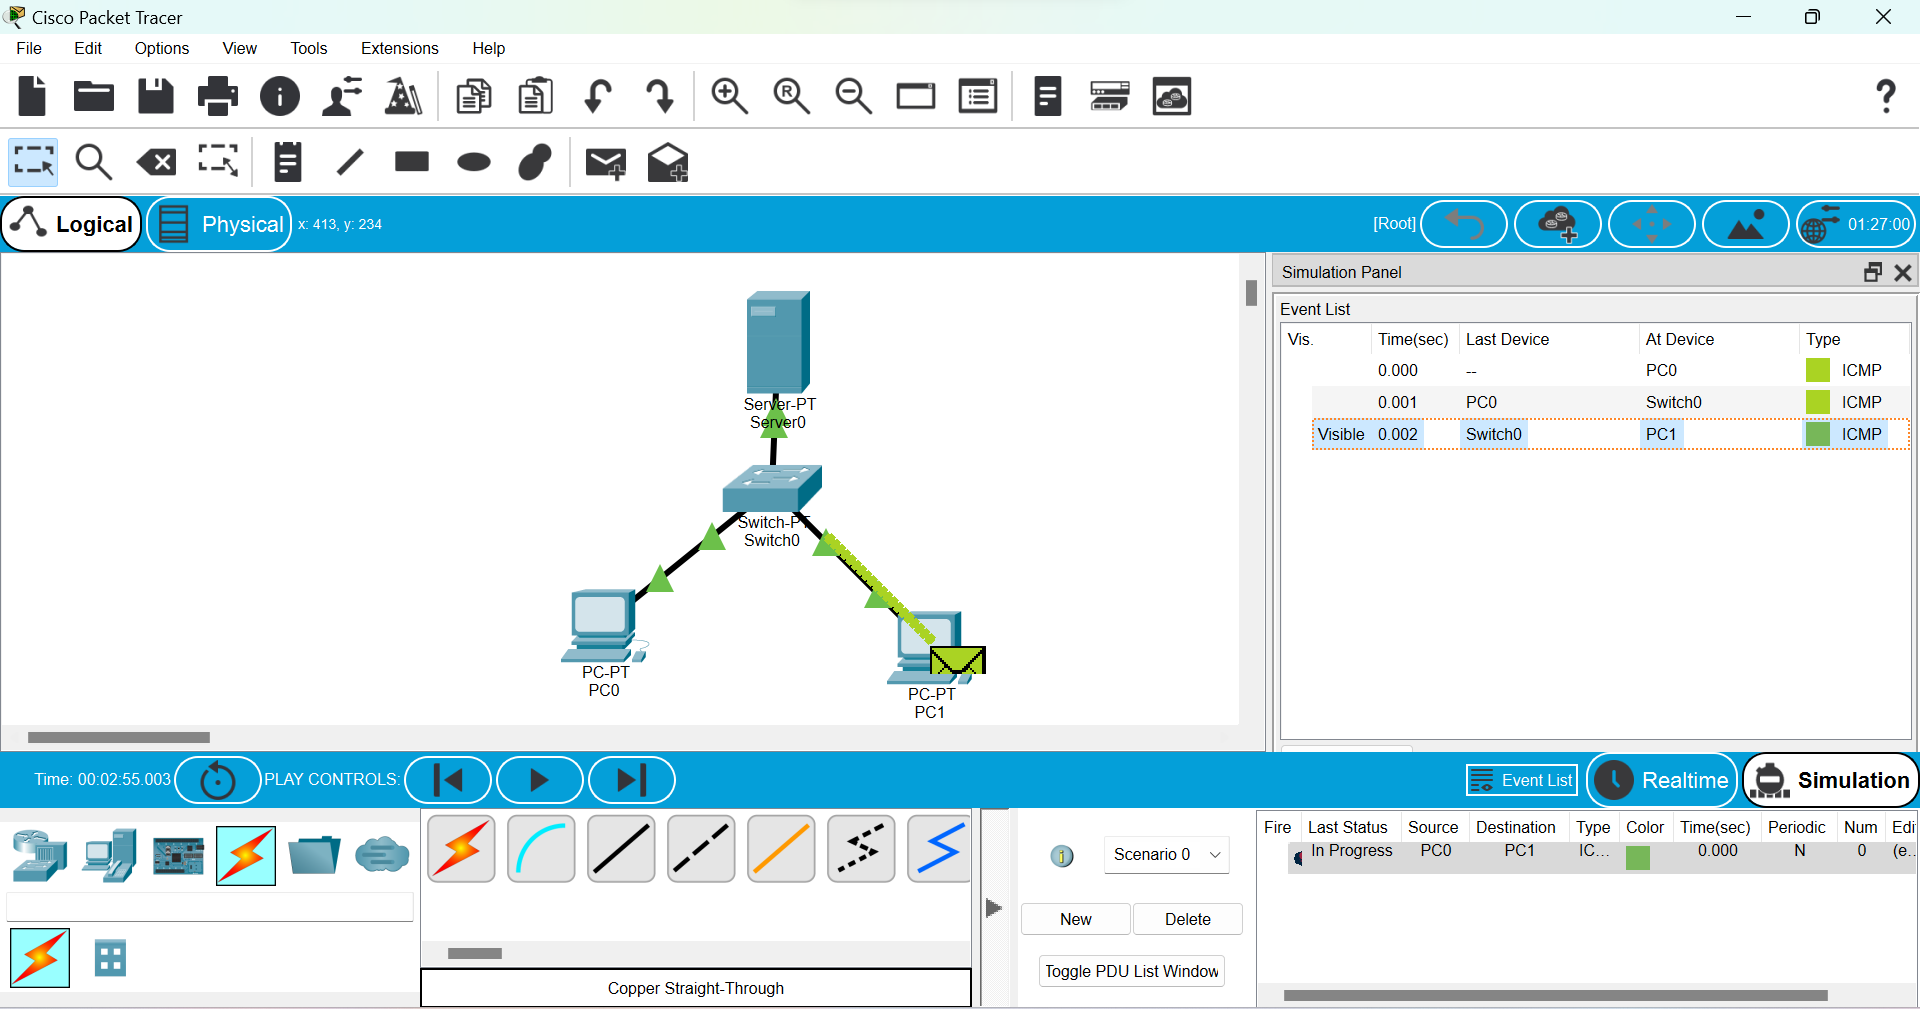 Cisco Packet Tracer
File Edit Options View Tools Extensions Help
Logical Physical x: 413, y: 234 [Root] 01:27:00
Simulation Panel
Event List
Vis. Time(sec) Last Device At Device Type
0.000 -- PC0 ICMP
0.001 PC0 Switch0 ICMP
Visible 0.002 Switch0 PC1 ICMP
Server-PT
Server0
Switch-PT
Switch0
PC-PT
PC0
PC-PT
PC1
Time: 00:02:55.003 PLAY CONTROLS: Event List Realtime Simulation
Scenario 0
New Delete
Toggle PDU List Window
Fire Last Status Source Destination Type Color Time(sec) Periodic Num Edi
In Progress PC0 PC1 IC... 0.000 N 0 (e..
Copper Straight-Through